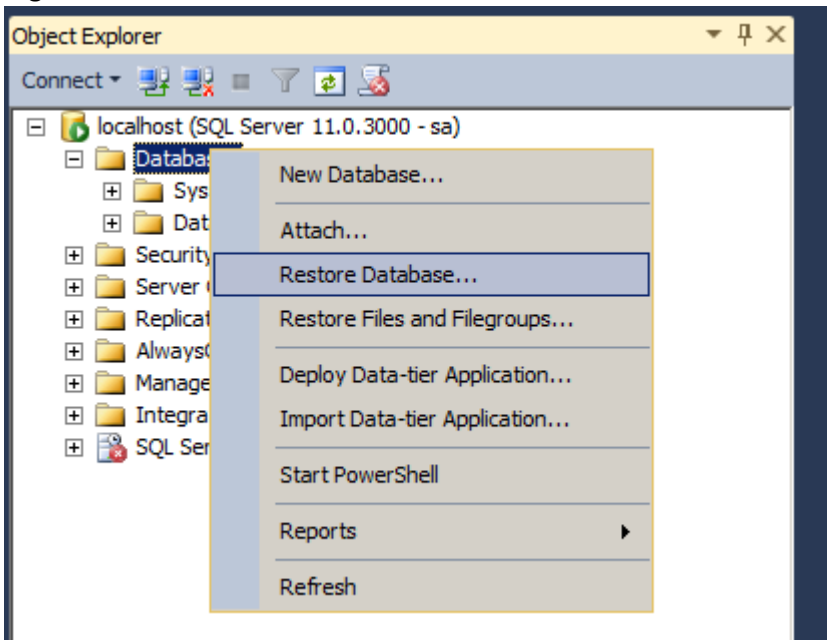 Object Explorer
Connect
localhost (SQL Server 11.0.3000 - sa)
Databas
Sys
Dat
Security
Server
Replicat
Always
Manage
Integra
SQL Ser
New Database...
Attach...
Restore Database...
Restore Files and Filegroups...
Deploy Data-tier Application...
Import Data-tier Application...
Start PowerShell
Reports
Refresh